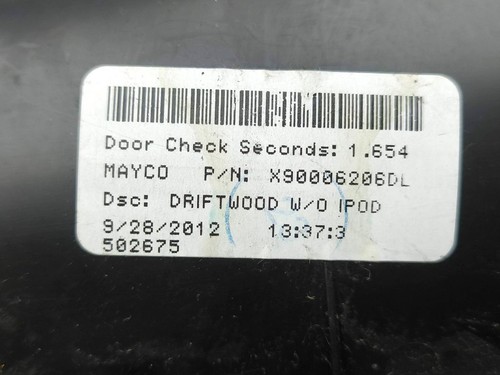 Door Check Seconds: 1.654
MAYCO P/N: X90006206DL
Dsc: DRIFTWOOD W/O IPOD
9/28/2012 13:37:3
502675